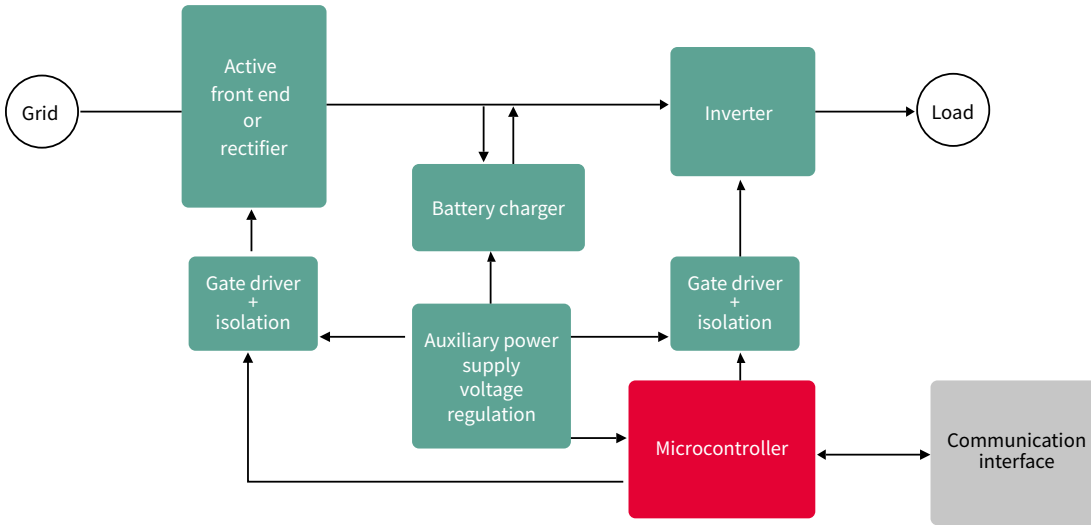 Grid
Active
front end
or
rectifier
Inverter
Load
Battery charger
Gate driver
+
isolation
Auxiliary power
supply
voltage
regulation
Gate driver
+
isolation
Microcontroller
Communication
interface